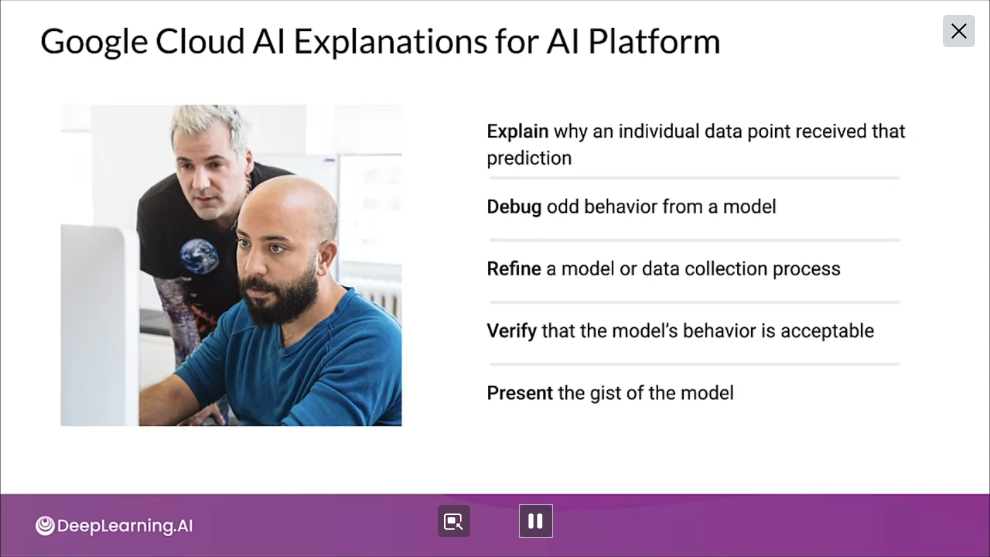 Google Cloud AI Explanations for AI Platform
Explain why an individual data point received that
prediction
Debug odd behavior from a model
Refine a model or data collection process
Verify that the model's behavior is acceptable
Present the gist of the model
DeepLearning.AI